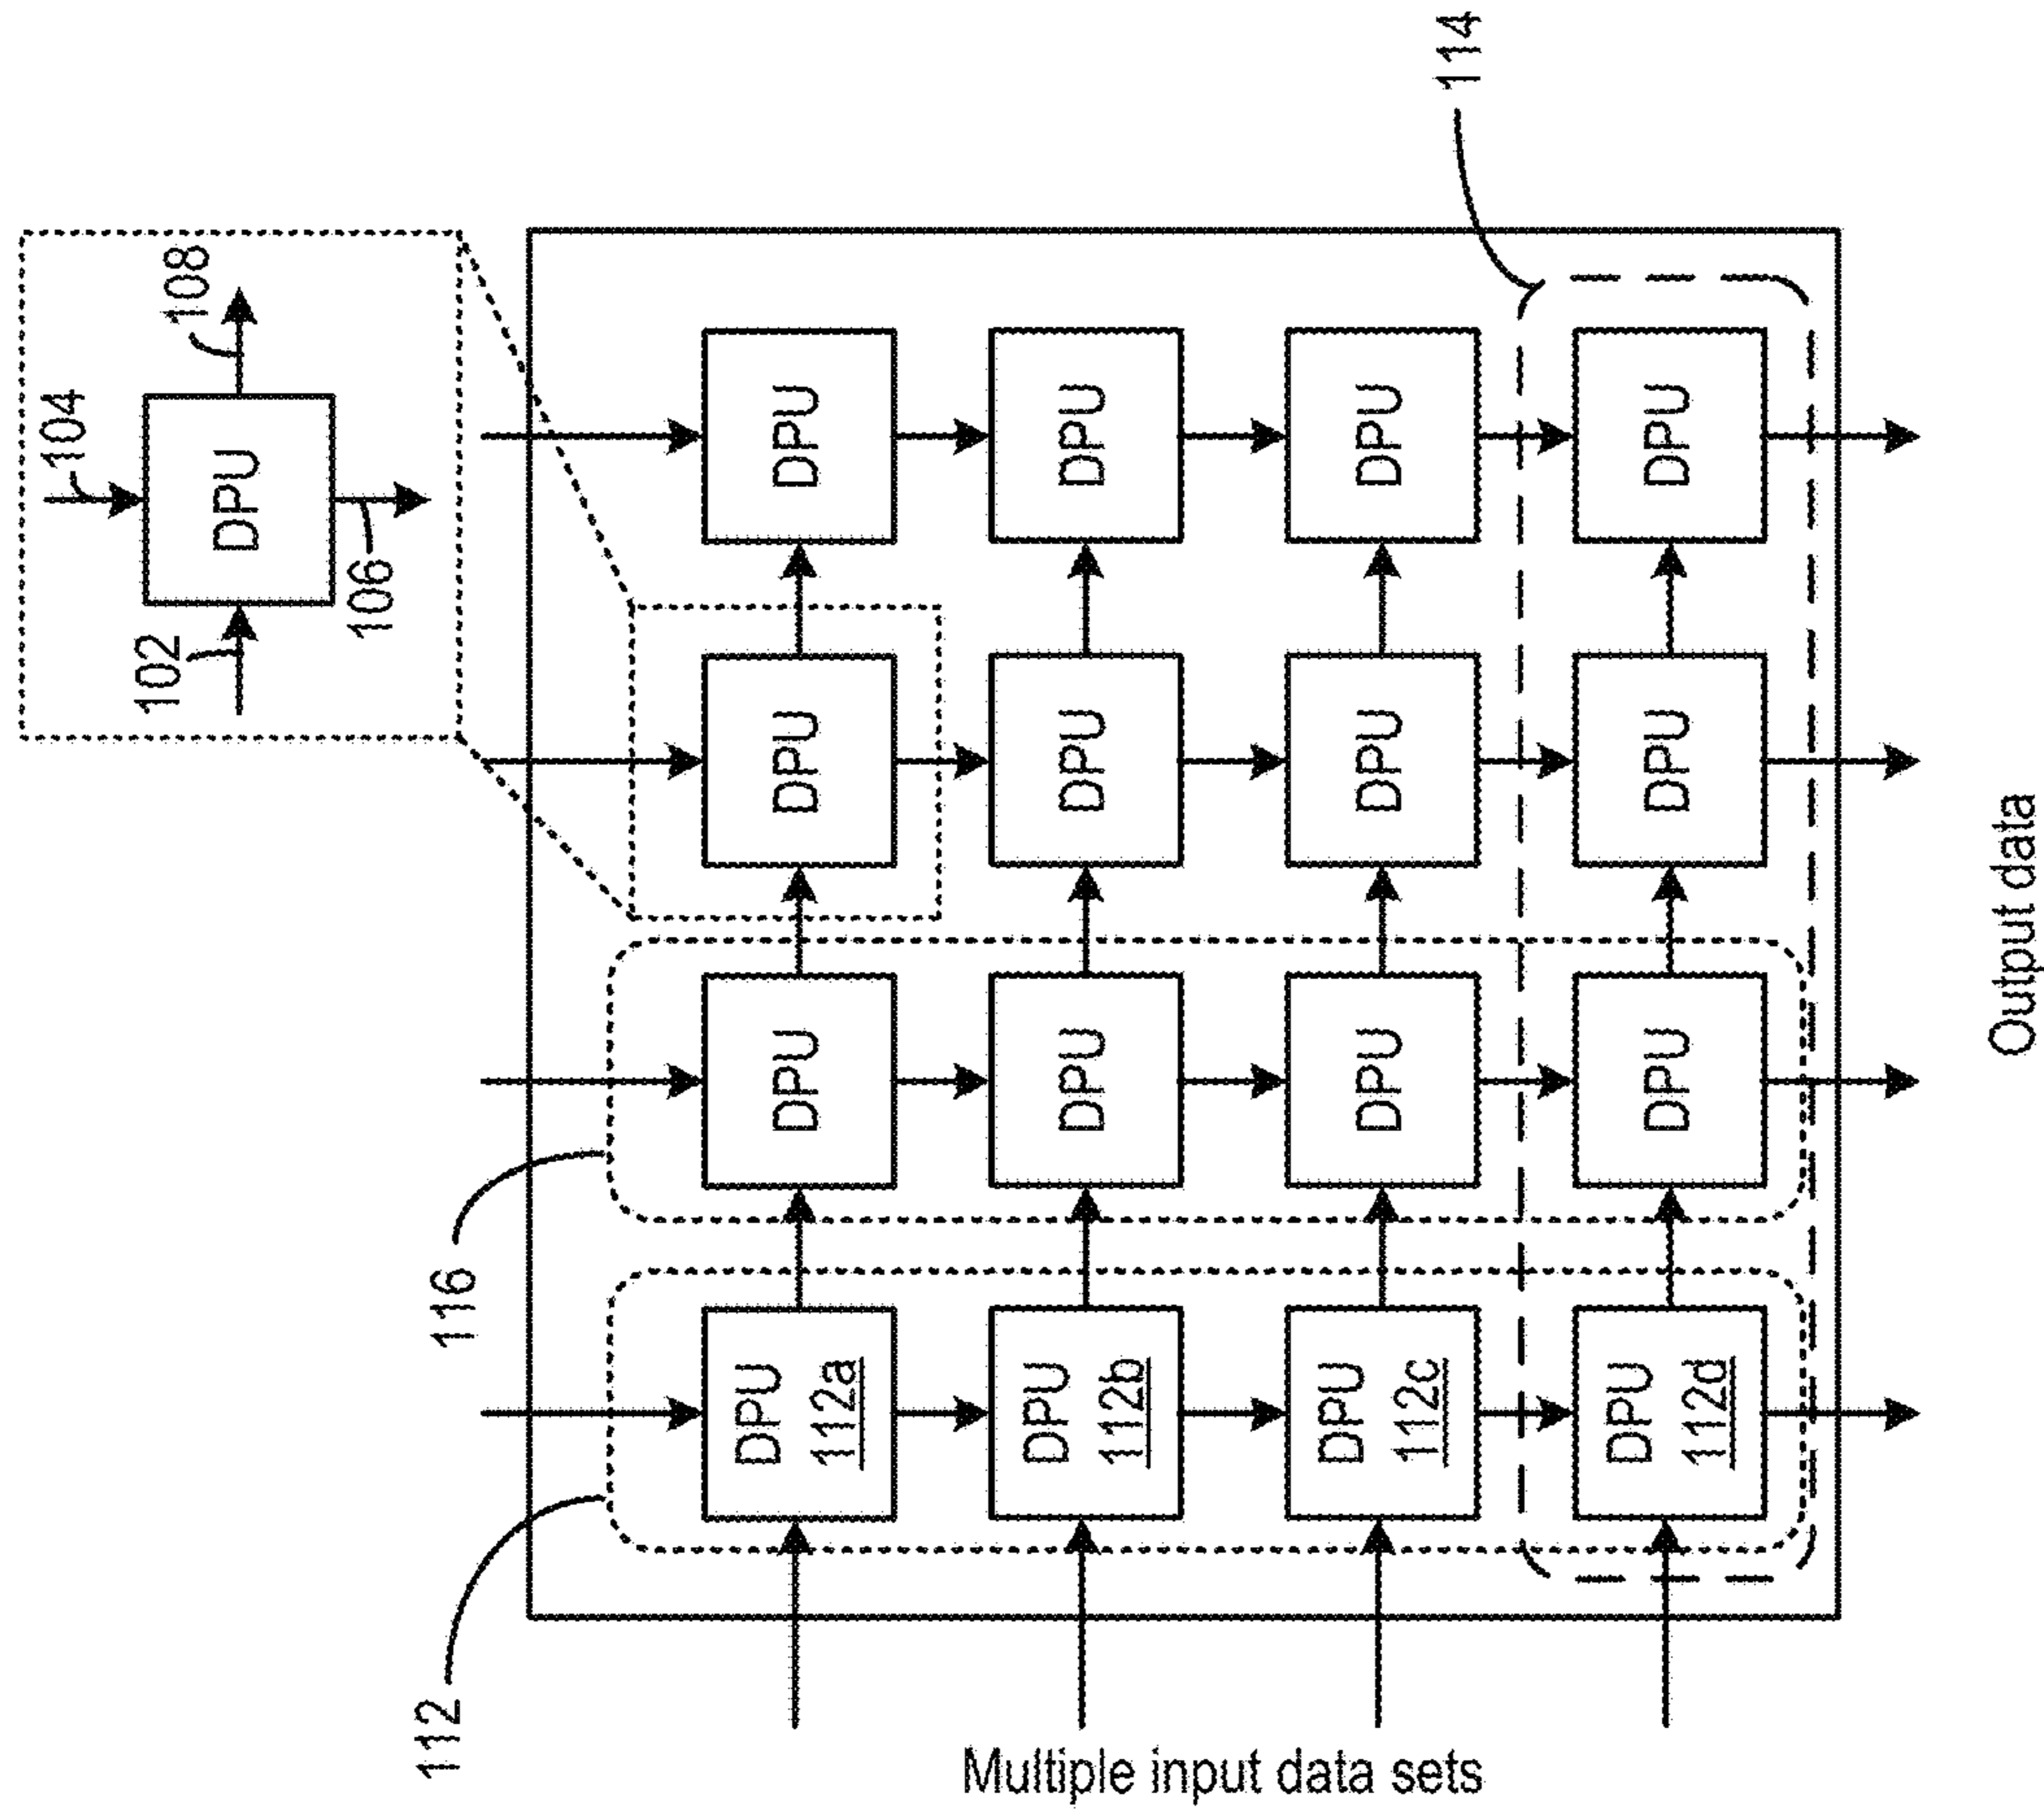 114
108
104
DPU
106
102
DPU
DPU
DPU
DPU
DPU
DPU
DPU
DPU
Output data
DPU
DPU
DPU
DPU
116
DPU
112a
DPU
112b
DPU
112c
DPU
112d
112
Multiple input data sets